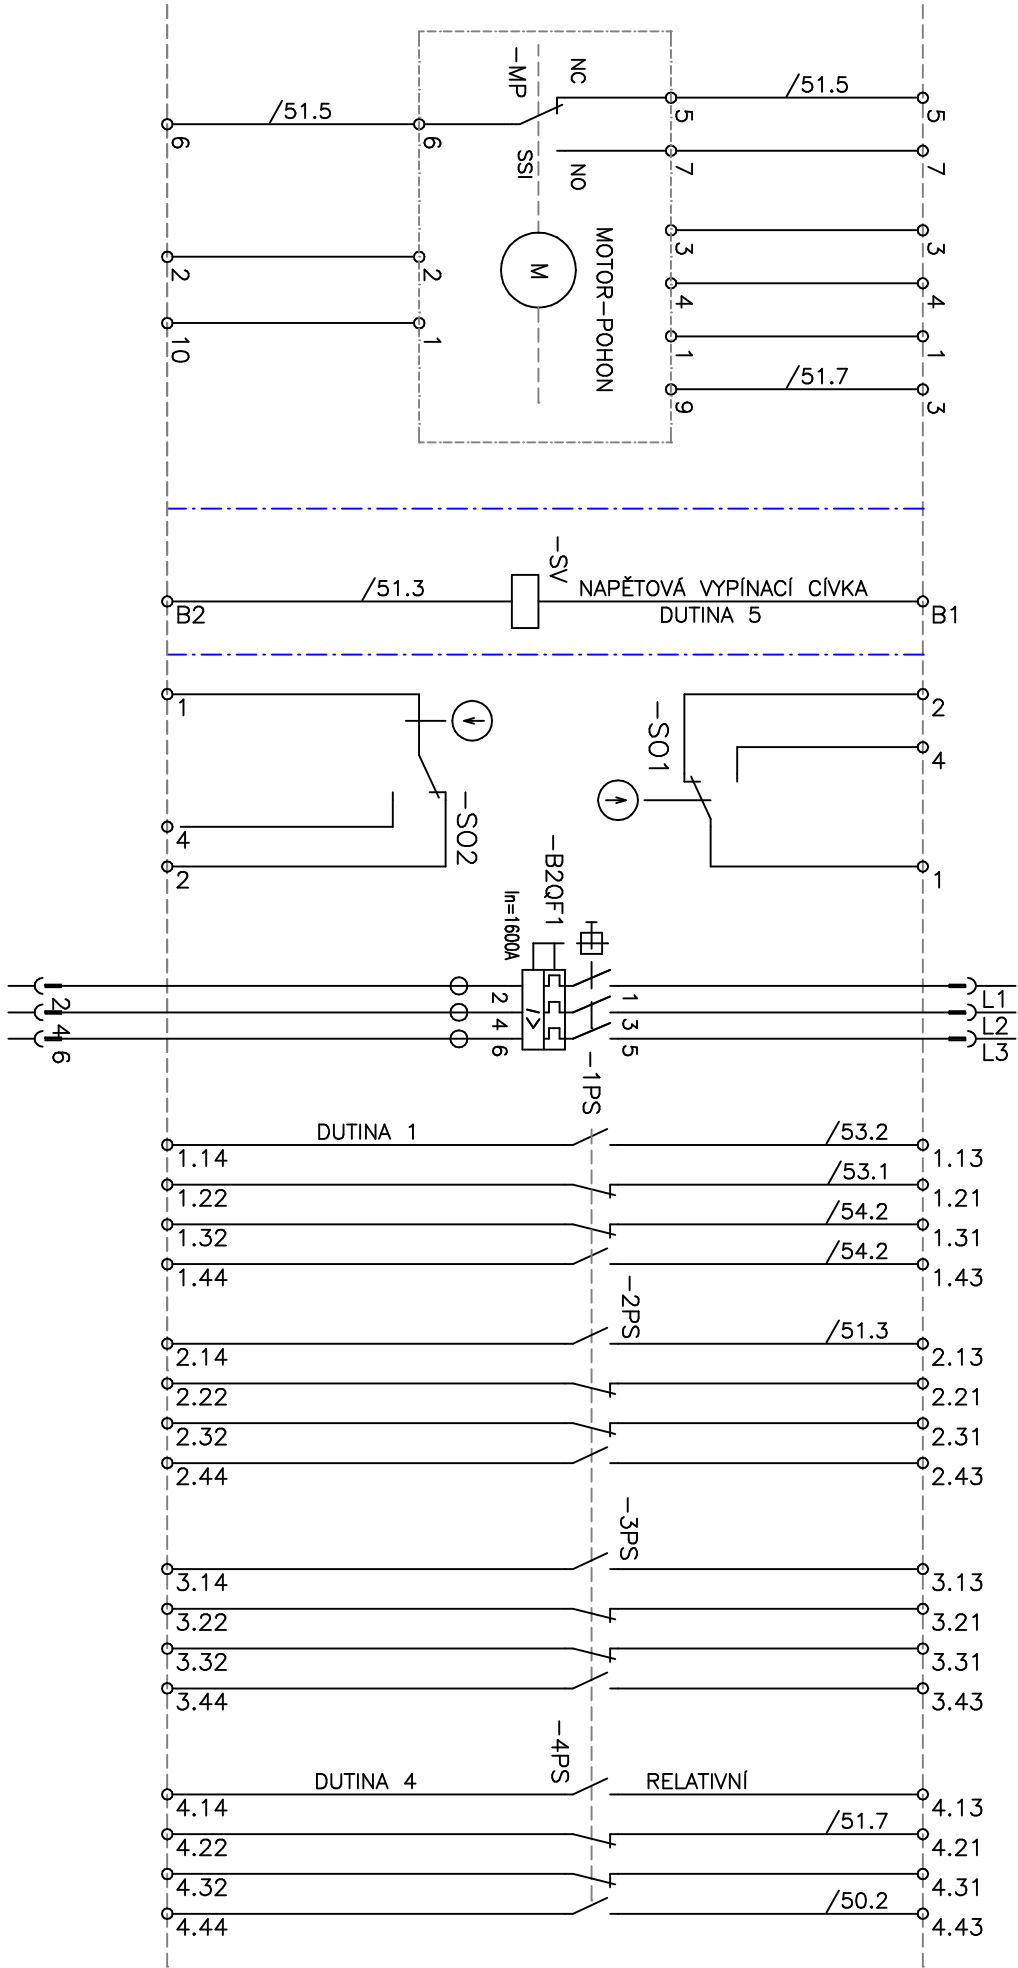 /51.5
/51.5
5
5
6
6
-MP
NC
7
7
SSI
NO
MOTOR-POHON
3
3
2
2
M
4
4
10
1
1
1
/51.7
9
3
-SV
/51.3
NAPĚTOVÁ VYPÍNACÍ CÍVKA
B2
DUTINA 5
B1
1
2
-SO1
4
-SO2
4
2
1
-B2QF1
In=1600A
2
2
1
L1
4
4
I>
3
L2
6
6
5
L3
-1PS
DUTINA 1
/53.2
1.14
1.13
/53.1
1.22
1.21
/54.2
1.32
1.31
/54.2
1.44
1.43
-2PS
/51.3
2.14
2.13
2.22
2.21
2.32
2.31
2.44
2.43
-3PS
3.14
3.13
3.22
3.21
3.32
3.31
3.44
3.43
-4PS
DUTINA 4
RELATIVNÍ
4.14
4.13
/51.7
4.22
4.21
4.32
4.31
/50.2
4.44
4.43